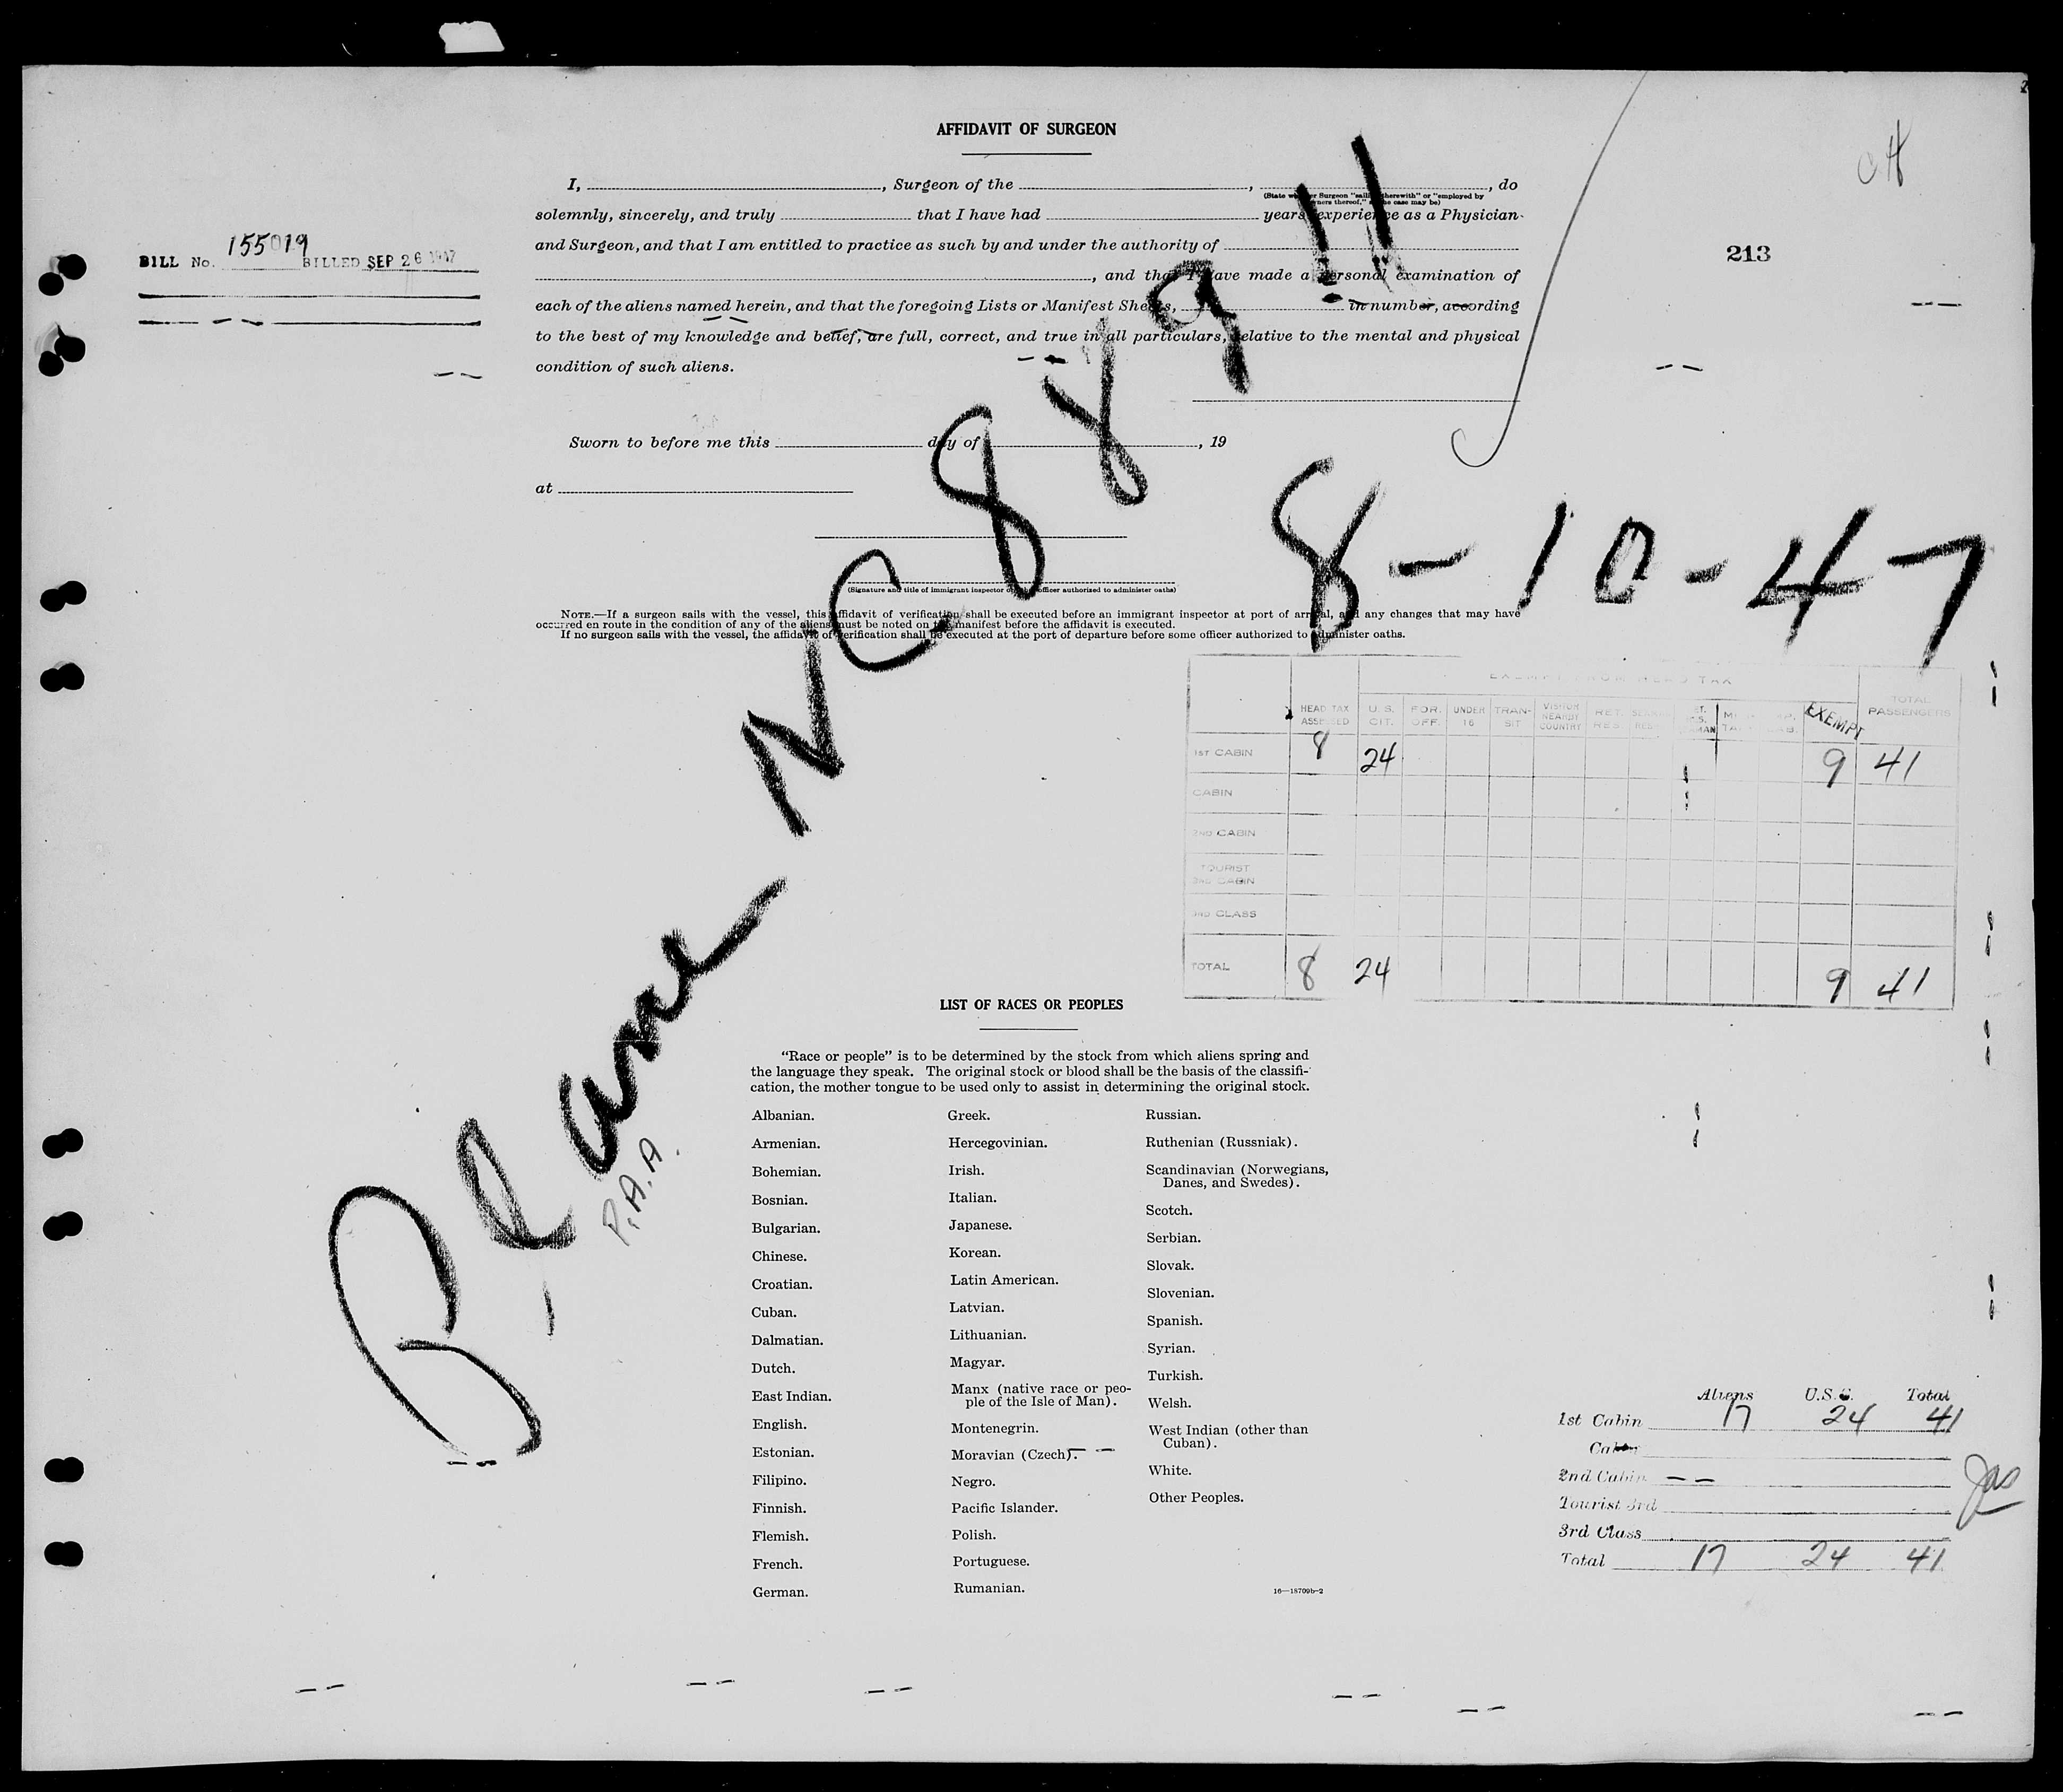 AFFIDAVIT OF SURGEON
I, , Surgeon of the , , do
(State whether Surgeon "sailing therewith" or "employed by
owners thereof," as the case may be)
solemnly, sincerely, and truly that I have had years' experience as a Physician
and Surgeon, and that I am entitled to practice as such by and under the authority of
, and that I have made a personal examination of
each of the aliens named herein, and that the foregoing Lists or Manifest Sheets, in number, according
to the best of my knowledge and belief, are full, correct, and true in all particulars, relative to the mental and physical
condition of such aliens.
BILL No. 155019 BILLED SEP 26 1947
213
Sworn to before me this day of , 19
at
(Signature and title of immigrant inspector or other officer authorized to administer oaths)
NOTE.—If a surgeon sails with the vessel, this affidavit of verification shall be executed before an immigrant inspector at port of arrival, and any changes that may have
occurred en route in the condition of any of the aliens must be noted on the manifest before the affidavit is executed.
If no surgeon sails with the vessel, the affidavit of verification shall be executed at the port of departure before some officer authorized to administer oaths.
Plane NC 88911
8-10-47
P.A.A.
EXEMPT FROM HEAD TAX
HEAD TAX ASSESSED U.S. CIT. FOR. OFF. UNDER 16 TRAN-SIT VISITOR NEARBY COUNTRY RET. RES. EXEMPT TOTAL PASSENGERS
1ST CABIN 8 24 9 41
CABIN
2ND CABIN
TOURIST
3RD CABIN
3RD CLASS
TOTAL 8 24 9 41
LIST OF RACES OR PEOPLES
"Race or people" is to be determined by the stock from which aliens spring and
the language they speak. The original stock or blood shall be the basis of the classifi-
cation, the mother tongue to be used only to assist in determining the original stock.
Albanian.
Armenian.
Bohemian.
Bosnian.
Bulgarian.
Chinese.
Croatian.
Cuban.
Dalmatian.
Dutch.
East Indian.
English.
Estonian.
Filipino.
Finnish.
Flemish.
French.
German.
Greek.
Hercegovinian.
Irish.
Italian.
Japanese.
Korean.
Latin American.
Latvian.
Lithuanian.
Magyar.
Manx (native race or peo-
ple of the Isle of Man).
Montenegrin.
Moravian (Czech).
Negro.
Pacific Islander.
Polish.
Portuguese.
Rumanian.
Russian.
Ruthenian (Russniak).
Scandinavian (Norwegians,
Danes, and Swedes).
Scotch.
Serbian.
Slovak.
Slovenian.
Spanish.
Syrian.
Turkish.
Welsh.
West Indian (other than
Cuban).
White.
Other Peoples.
16—18709b-2
Aliens U.S.C. Total
1st Cabin 17 24 41
Cabin
2nd Cabin
Tourist 3rd
3rd Class
Total 17 24 41